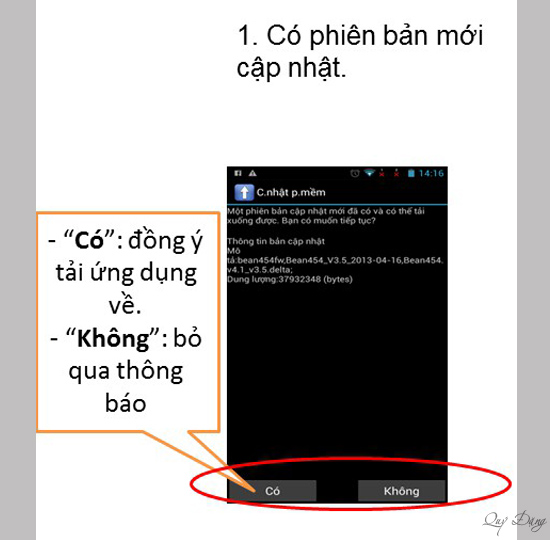 1. Có phiên bản mới
cập nhật.
14:16
C.nhật p.mềm
Một phiên bản cập nhật mới đã có và có thể tải
xuống được. Bạn có muốn tiếp tục?
Thông tin bản cập nhật
Mô
tả:bean454fw,Bean454_V3.5_2013-04-16,Bean454.
v4.1_v3.5.delta;
Dung lượng:37932348 (bytes)
- “Có”: đồng ý
tải ứng dụng
về.
- “Không”: bỏ
qua thông
báo
Có
Không
Quý Đặng